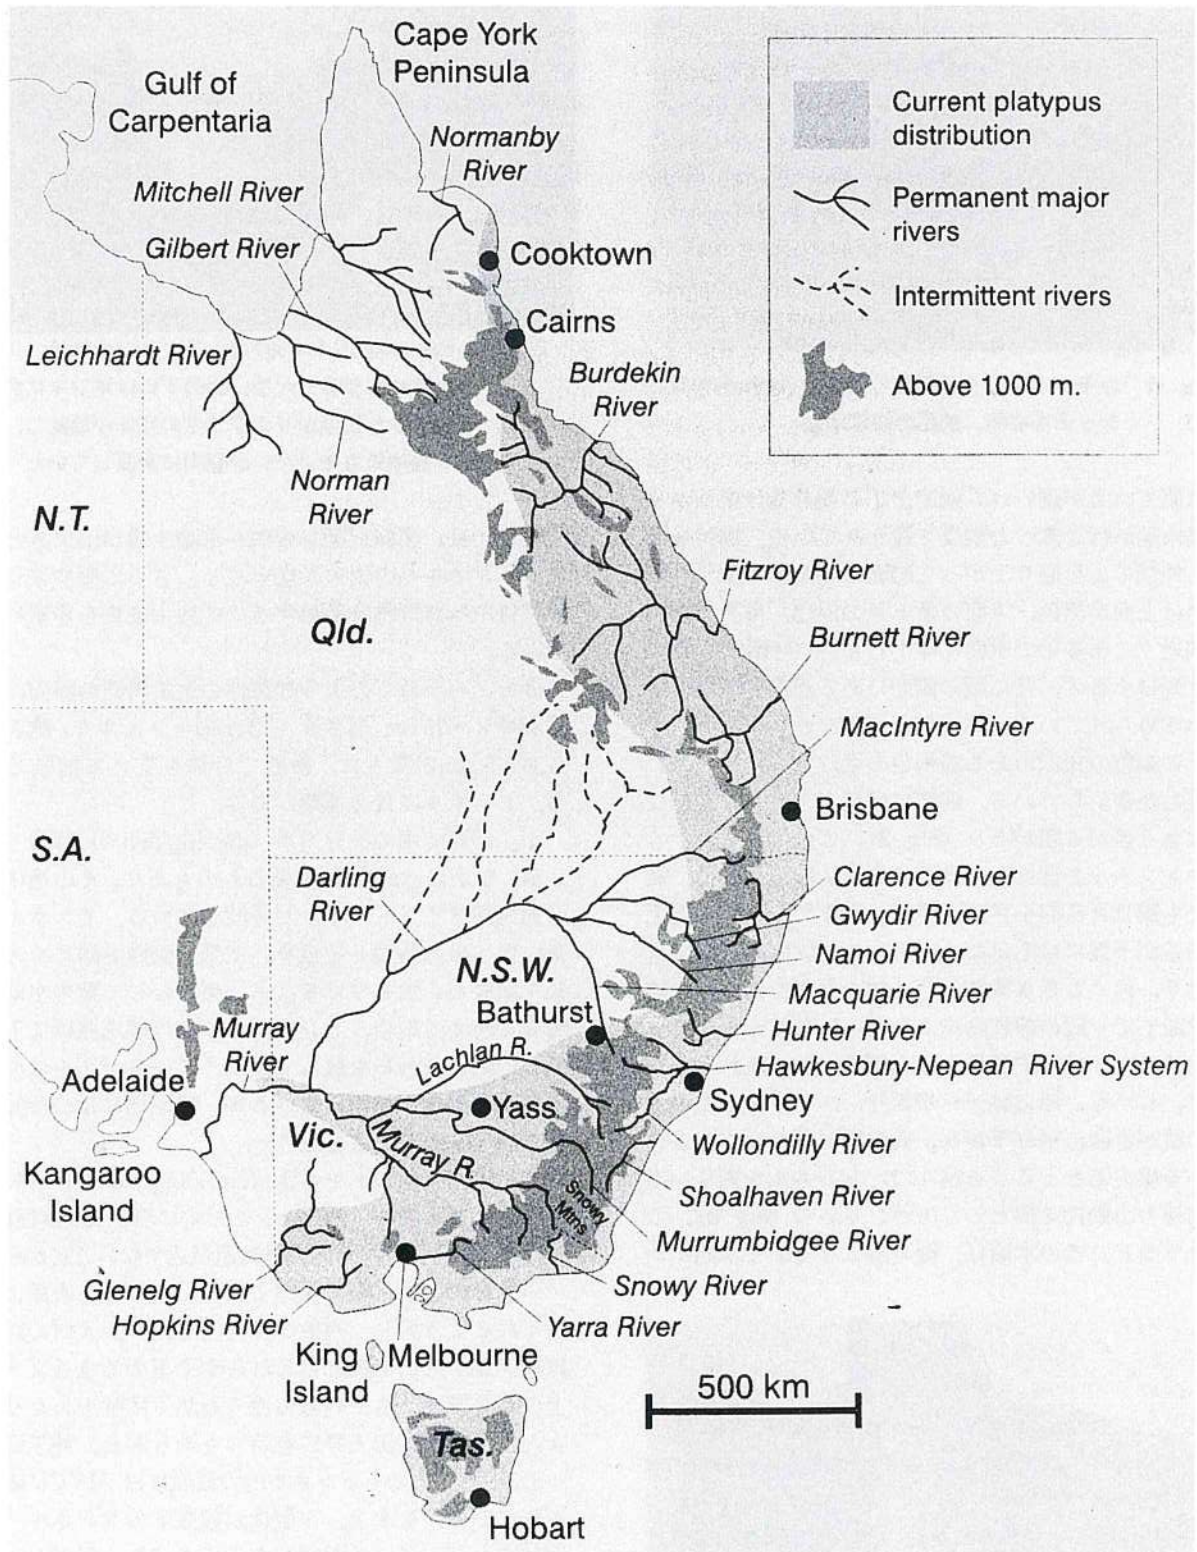 Cape York
Peninsula
Gulf of
Carpentaria
Normanby
River
Mitchell River
Gilbert River
Cooktown
Cairns
Leichhardt River
Burdekin
River
Norman
River
N.T.
Fitzroy River
Qld.
Burnett River
MacIntyre River
Brisbane
S.A.
Darling
River
Clarence River
Gwydir River
Namoi River
N.S.W.
Macquarie River
Bathurst
Hunter River
Murray
River
Lachlan R.
Hawkesbury-Nepean River System
Adelaide
Sydney
Yass
Vic.
Murray R.
Wollondilly River
Kangaroo
Island
Snowy
Mtns
Shoalhaven River
Murrumbidgee River
Glenelg River
Snowy River
Hopkins River
Yarra River
King
Island
Melbourne
500 km
Tas.
Hobart
Current platypus
distribution
Permanent major
rivers
Intermittent rivers
Above 1000 m.